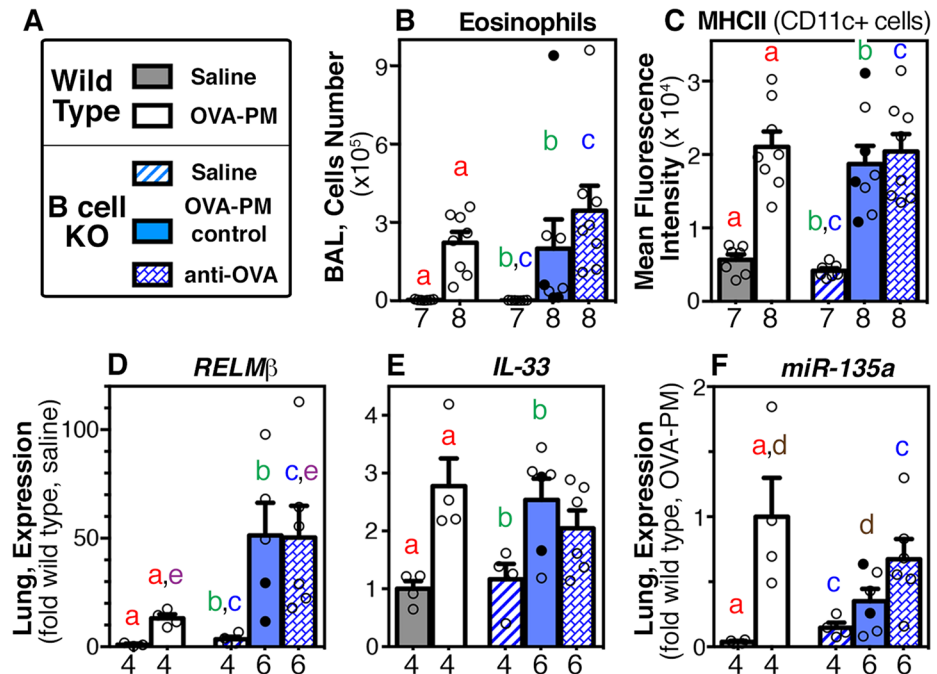 A
Wild Type
Saline
OVA-PM
B cell KO
Saline
OVA-PM
control
anti-OVA
B
Eosinophils
BAL, Cells Number
(x10⁵)
9
6
3
0
a
a
b,c
b
c
7
8
7
8
8
C
MHCII (CD11c+ cells)
Mean Fluorescence
Intensity (x 10⁴)
3
2
1
0
a
a
b,c
b
c
7
8
7
8
8
D
RELMβ
Lung, Expression
(fold wild type, saline)
100
50
0
a
a,e
b,c
b
c,e
4
4
4
6
6
E
IL-33
4
3
2
1
0
a
a
b
b
4
4
4
6
6
F
miR-135a
Lung, Expression
(fold wild type, OVA-PM)
2
1
0
a
a,d
c
d
c
4
4
4
6
6